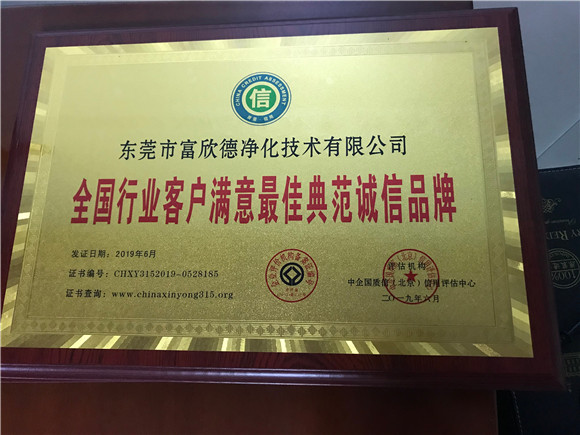 CHINA CREDIT ASSESSMENT
信
东莞市富欣德净化技术有限公司
全国行业客户满意最佳典范诚信品牌
发证日期：2019年6月
证书编号：CHXY3152019-0528185
证书查询：www.chinaxinyong315.org
评估机构
中企国质信（北京）信用评估中心
二〇一九年六月
100%